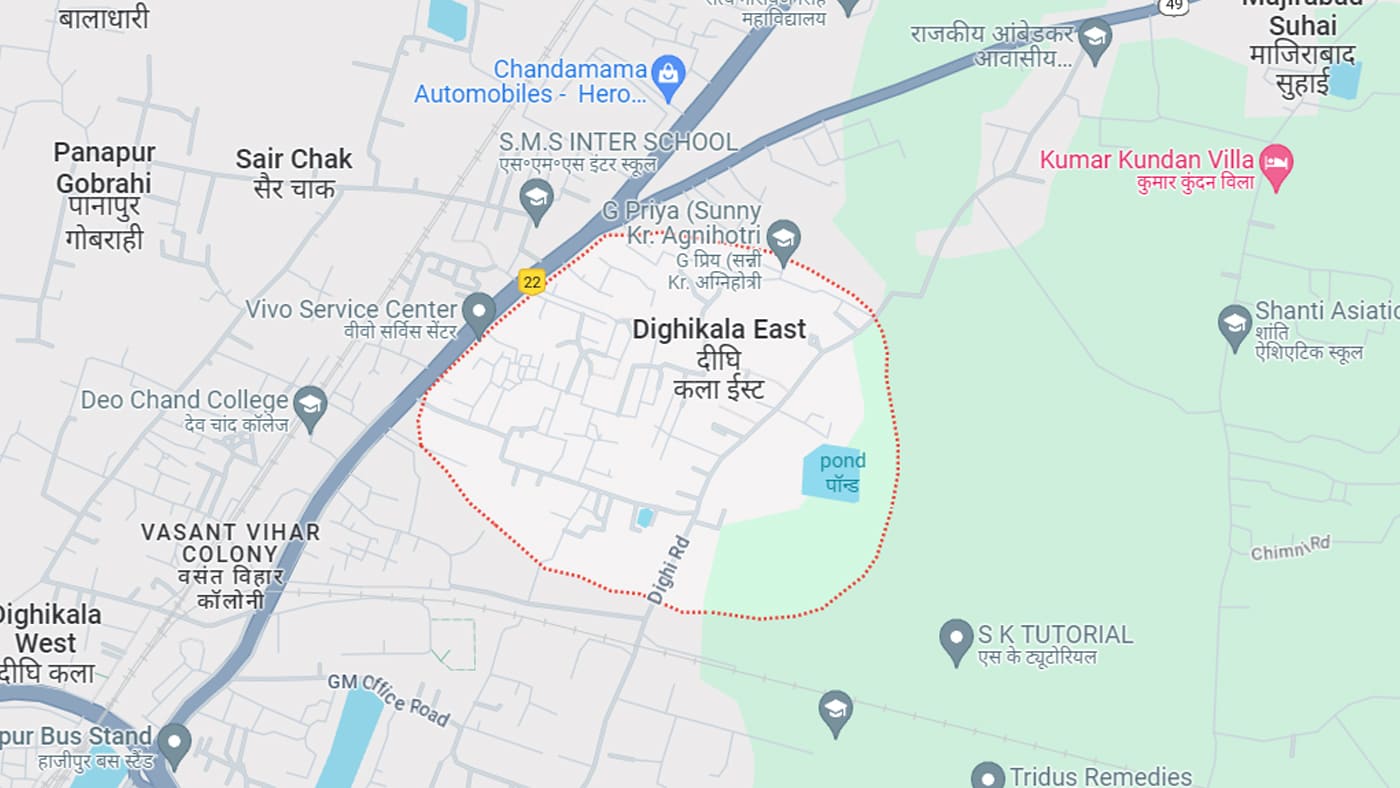 बालाधारी
महाविद्यालय
49
राजकीय आंबेडकर
आवासीय...
Suhai
माजिराबाद
सुहाई
Chandamama
Automobiles - Hero...
S.M.S INTER SCHOOL
एस॰एम॰एस इंटर स्कूल
Panapur
Gobrahi
पानापुर
गोबराही
Sair Chak
सैर चाक
Kumar Kundan Villa
कुमार कुंदन विला
G Priya (Sunny
Kr. Agnihotri
G प्रिय (सन्नी
Kr. अग्निहोत्री
22
Vivo Service Center
वीवो सर्विस सेंटर
Dighikala East
दीघि
कला ईस्ट
Shanti Asiatic
शांति
ऐशिएटिक स्कूल
Deo Chand College
देव चांद कॉलेज
pond
पॉन्ड
VASANT VIHAR
COLONY
वसंत विहार
कॉलोनी
Dighi Rd
Chimni Rd
Dighikala
West
दीघि कला
S K TUTORIAL
एस के ट्यूटोरियल
GM Office Road
pur Bus Stand
हाजीपुर बस स्टैंड
Tridus Remedies